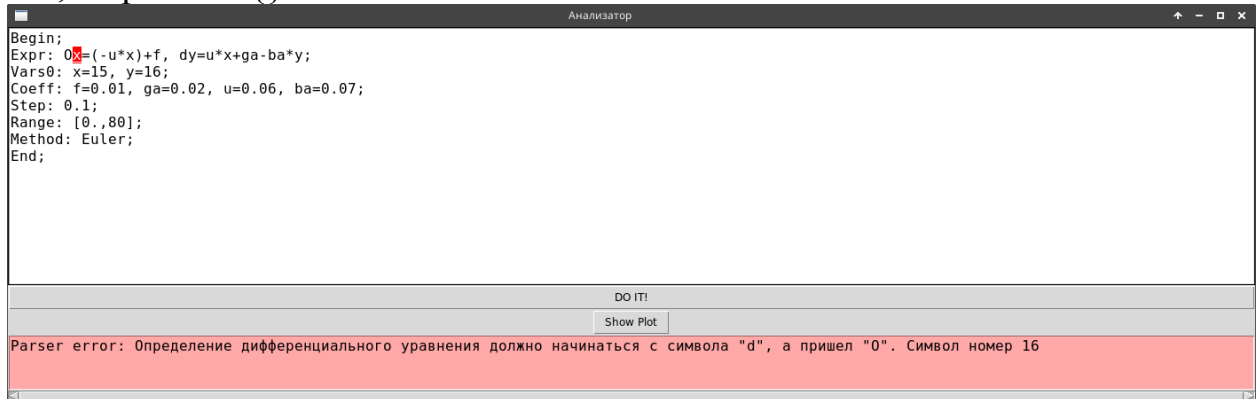 Анализатор
Begin;
Expr: Ox=(-u*x)+f, dy=u*x+ga-ba*y;
Vars0: x=15, y=16;
Coeff: f=0.01, ga=0.02, u=0.06, ba=0.07;
Step: 0.1;
Range: [0.,80];
Method: Euler;
End;
DO IT!
Show Plot
Parser error: Определение дифференциального уравнения должно начинаться с символа "d", а пришел "O". Символ номер 16